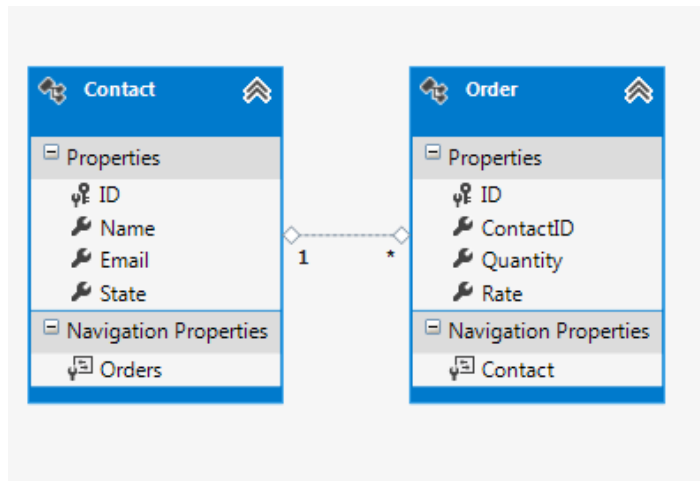 Contact
Properties
ID
Name
Email
State
Navigation Properties
Orders
1 *
Order
Properties
ID
ContactID
Quantity
Rate
Navigation Properties
Contact